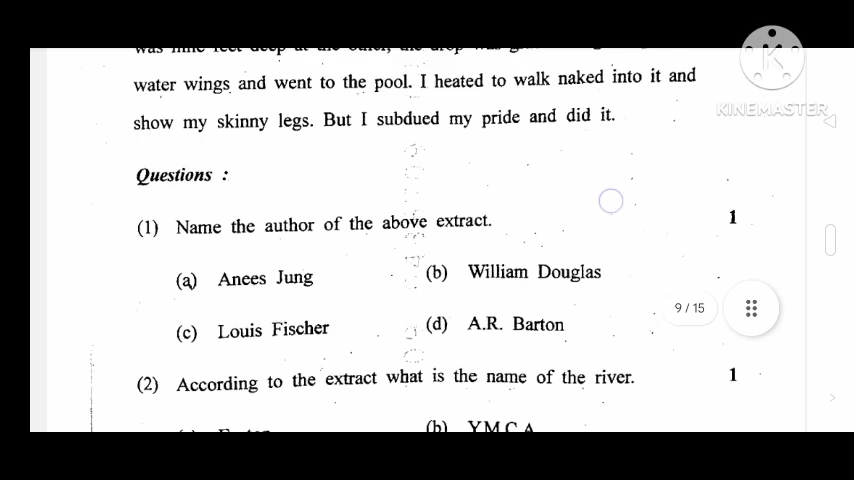 water wings and went to the pool. I heated to walk naked into it and
show my skinny legs. But I subdued my pride and did it.
KINEMASTER
Questions :
(1) Name the author of the above extract. 1
(a) Anees Jung (b) William Douglas
(c) Louis Fischer (d) A.R. Barton
9 / 15
(2) According to the extract what is the name of the river. 1
(b) Y.M.C.A.